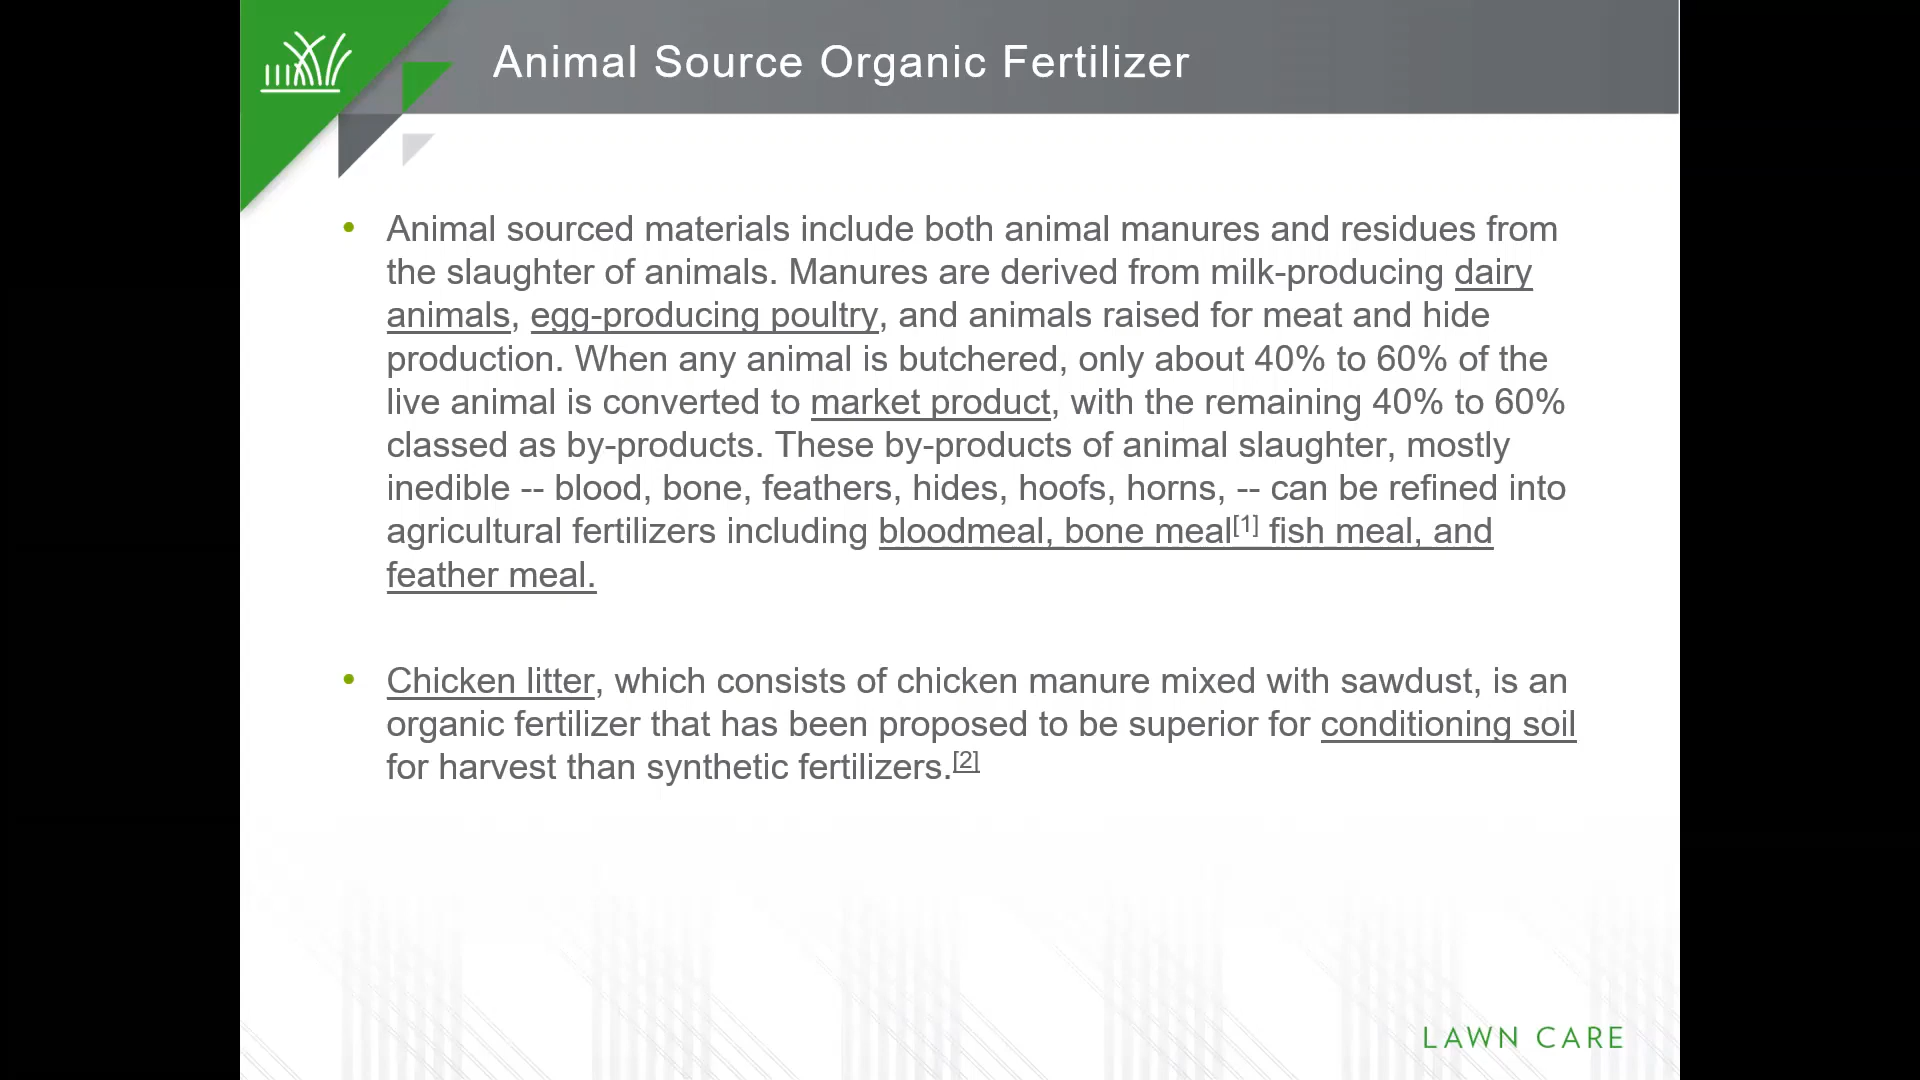 Animal Source Organic Fertilizer
• Animal sourced materials include both animal manures and residues from
the slaughter of animals. Manures are derived from milk-producing dairy
animals, egg-producing poultry, and animals raised for meat and hide
production. When any animal is butchered, only about 40% to 60% of the
live animal is converted to market product, with the remaining 40% to 60%
classed as by-products. These by-products of animal slaughter, mostly
inedible -- blood, bone, feathers, hides, hoofs, horns, -- can be refined into
agricultural fertilizers including bloodmeal, bone meal[1] fish meal, and
feather meal.
• Chicken litter, which consists of chicken manure mixed with sawdust, is an
organic fertilizer that has been proposed to be superior for conditioning soil
for harvest than synthetic fertilizers.[2]
LAWN CARE